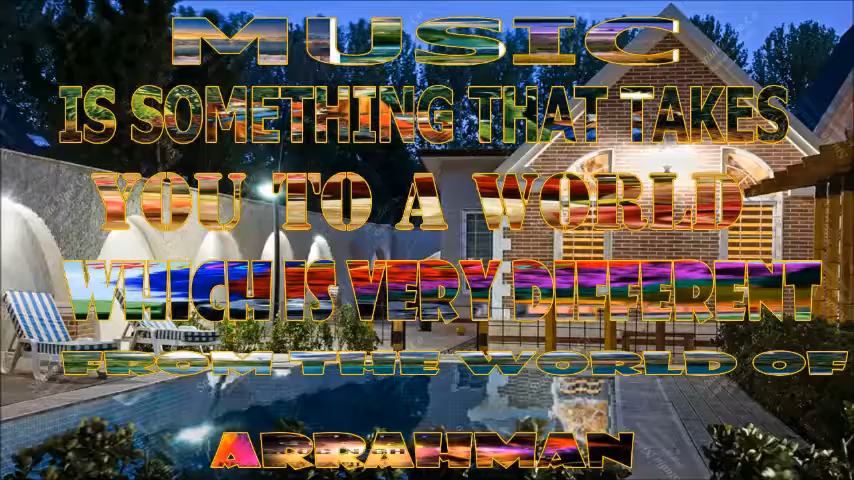 MUSIC
IS SOMETHING THAT TAKES
YOU TO A WORLD
WHICH IS VERY DIFFERENT
FROM THE WORLD OF
ARRAHMAN